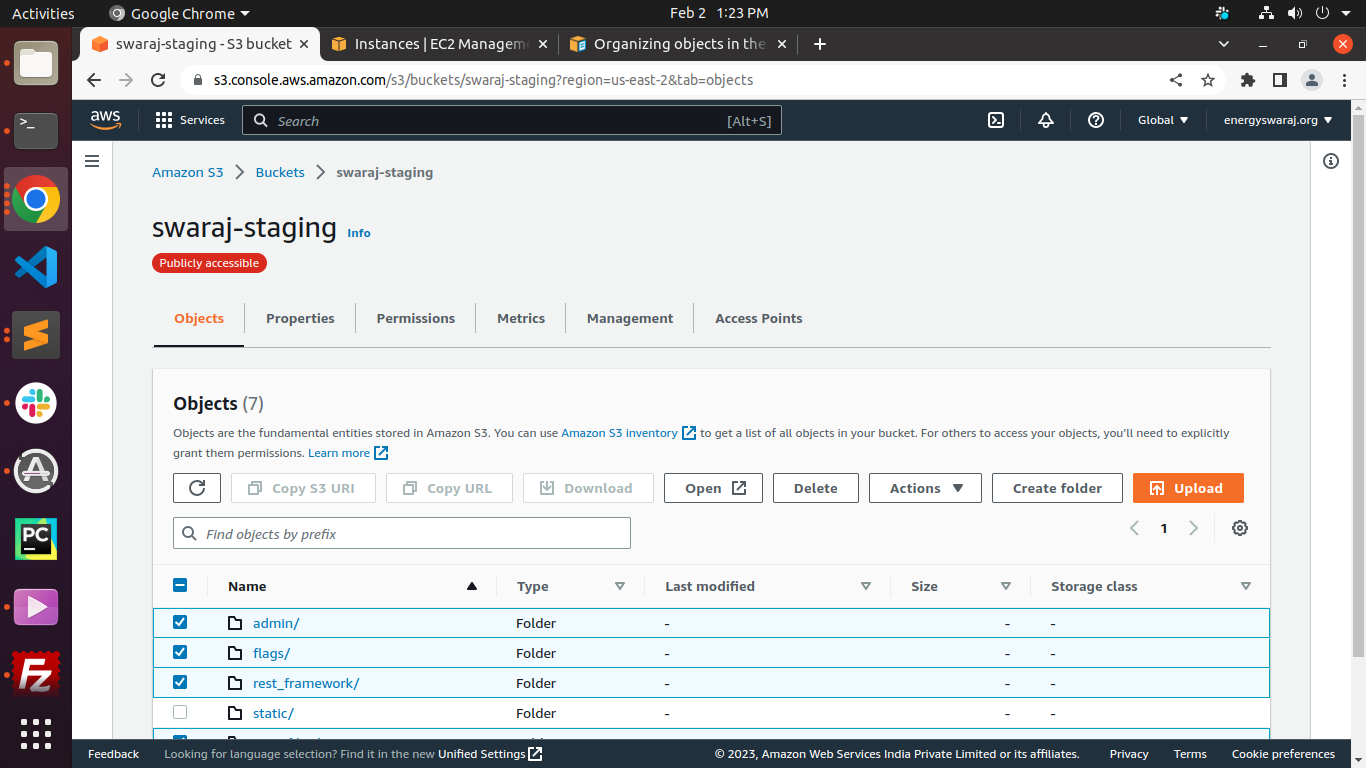 Activities Google Chrome Feb 2 1:23 PM
swaraj-staging - S3 bucket Instances | EC2 Manageme Organizing objects in the
s3.console.aws.amazon.com/s3/buckets/swaraj-staging?region=us-east-2&tab=objects
aws Services Search [Alt+S] Global energyswaraj.org
Amazon S3 Buckets swaraj-staging
swaraj-staging Info
Publicly accessible
Objects Properties Permissions Metrics Management Access Points
Objects (7)
Objects are the fundamental entities stored in Amazon S3. You can use Amazon S3 inventory to get a list of all objects in your bucket. For others to access your objects, you'll need to explicitly
grant them permissions. Learn more
Copy S3 URI Copy URL Download Open Delete Actions Create folder Upload
Find objects by prefix 1
Name Type Last modified Size Storage class
admin/ Folder - - -
flags/ Folder - - -
rest_framework/ Folder - - -
static/ Folder - - -
Feedback Looking for language selection? Find it in the new Unified Settings © 2023, Amazon Web Services India Private Limited or its affiliates. Privacy Terms Cookie preferences